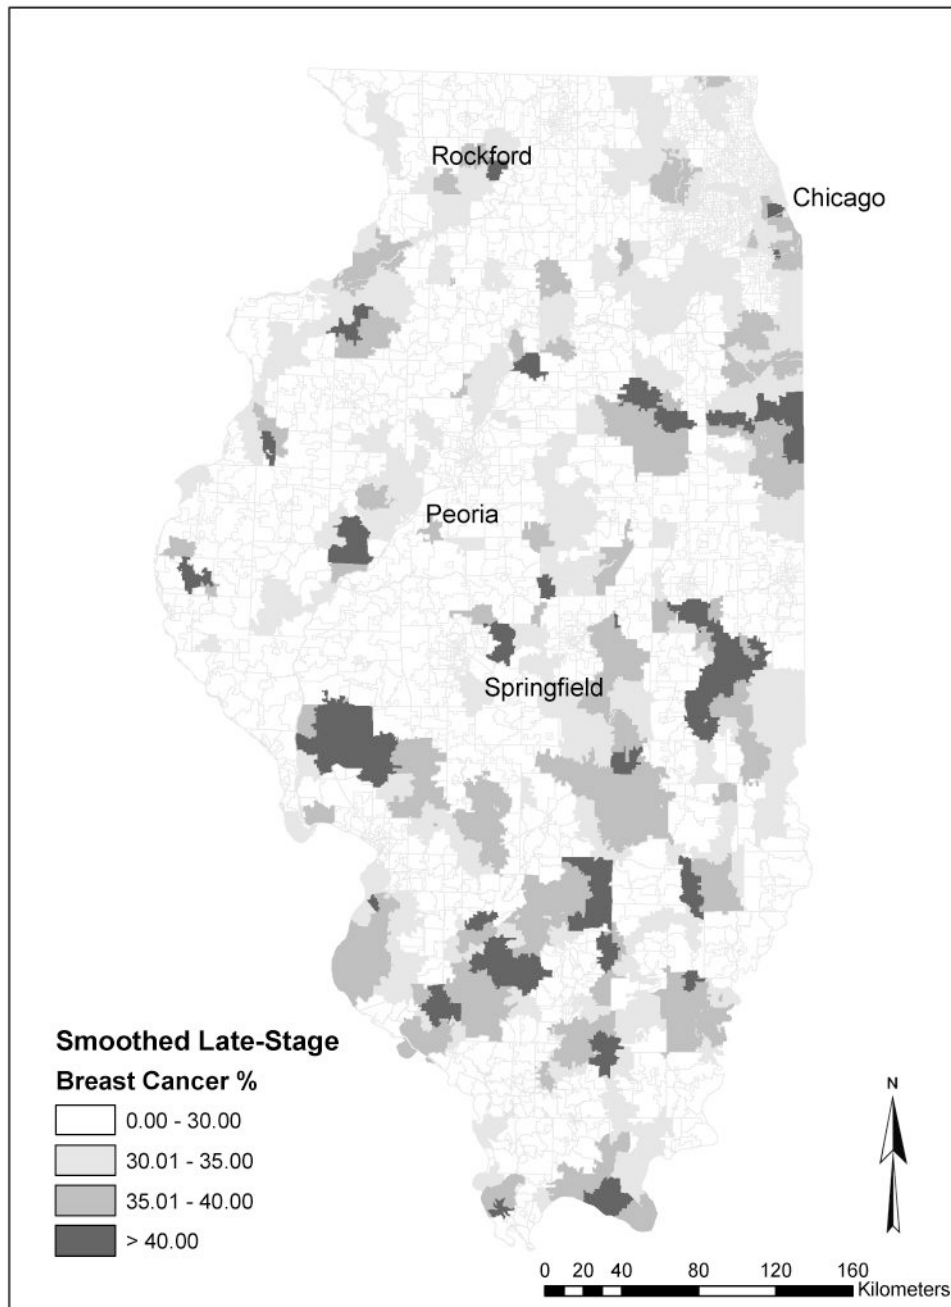 Rockford
Chicago
Peoria
Springfield
Smoothed Late-Stage
Breast Cancer %
0.00 - 30.00
30.01 - 35.00
35.01 - 40.00
> 40.00
N
0 20 40 80 120 160
Kilometers